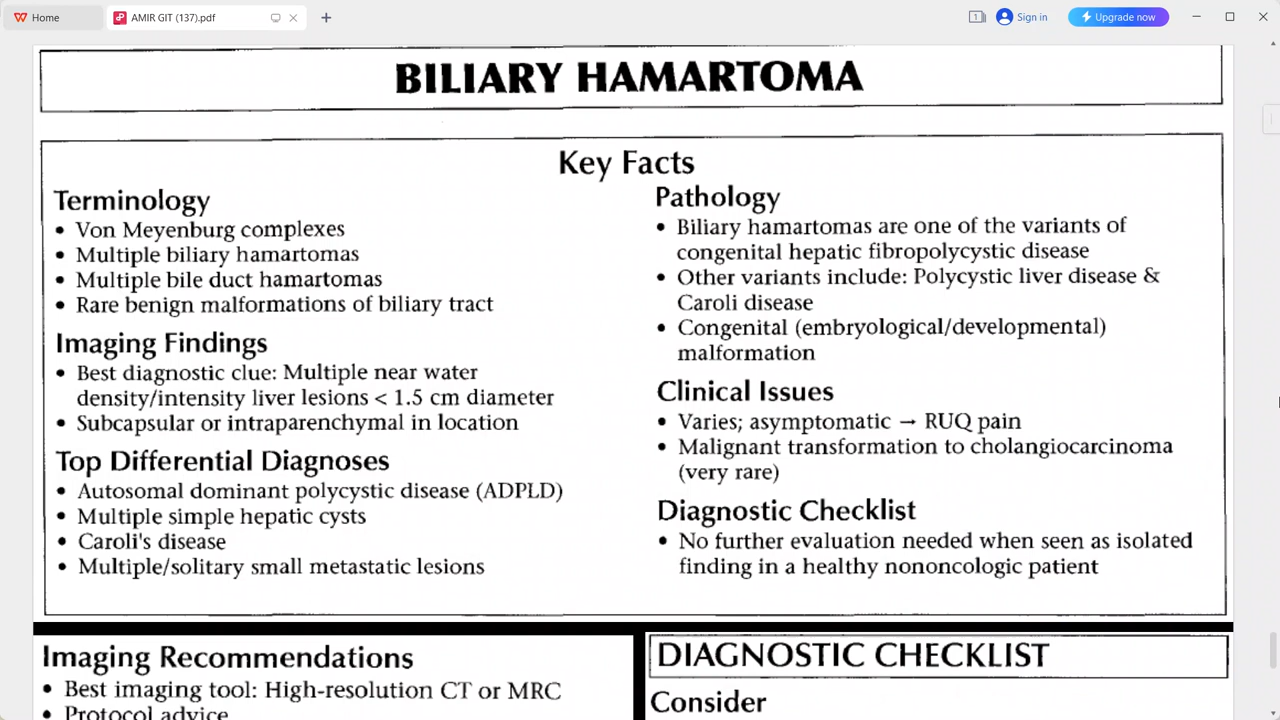 Home
AMIR GIT (137).pdf
1
Sign in
Upgrade now
BILIARY HAMARTOMA
Key Facts
Terminology
• Von Meyenburg complexes
• Multiple biliary hamartomas
• Multiple bile duct hamartomas
• Rare benign malformations of biliary tract
Imaging Findings
• Best diagnostic clue: Multiple near water
density/intensity liver lesions < 1.5 cm diameter
• Subcapsular or intraparenchymal in location
Top Differential Diagnoses
• Autosomal dominant polycystic disease (ADPLD)
• Multiple simple hepatic cysts
• Caroli's disease
• Multiple/solitary small metastatic lesions
Pathology
• Biliary hamartomas are one of the variants of
congenital hepatic fibropolycystic disease
• Other variants include: Polycystic liver disease &
Caroli disease
• Congenital (embryological/developmental)
malformation
Clinical Issues
• Varies; asymptomatic → RUQ pain
• Malignant transformation to cholangiocarcinoma
(very rare)
Diagnostic Checklist
• No further evaluation needed when seen as isolated
finding in a healthy nononcologic patient
Imaging Recommendations
• Best imaging tool: High-resolution CT or MRC
• Protocol advice
DIAGNOSTIC CHECKLIST
Consider